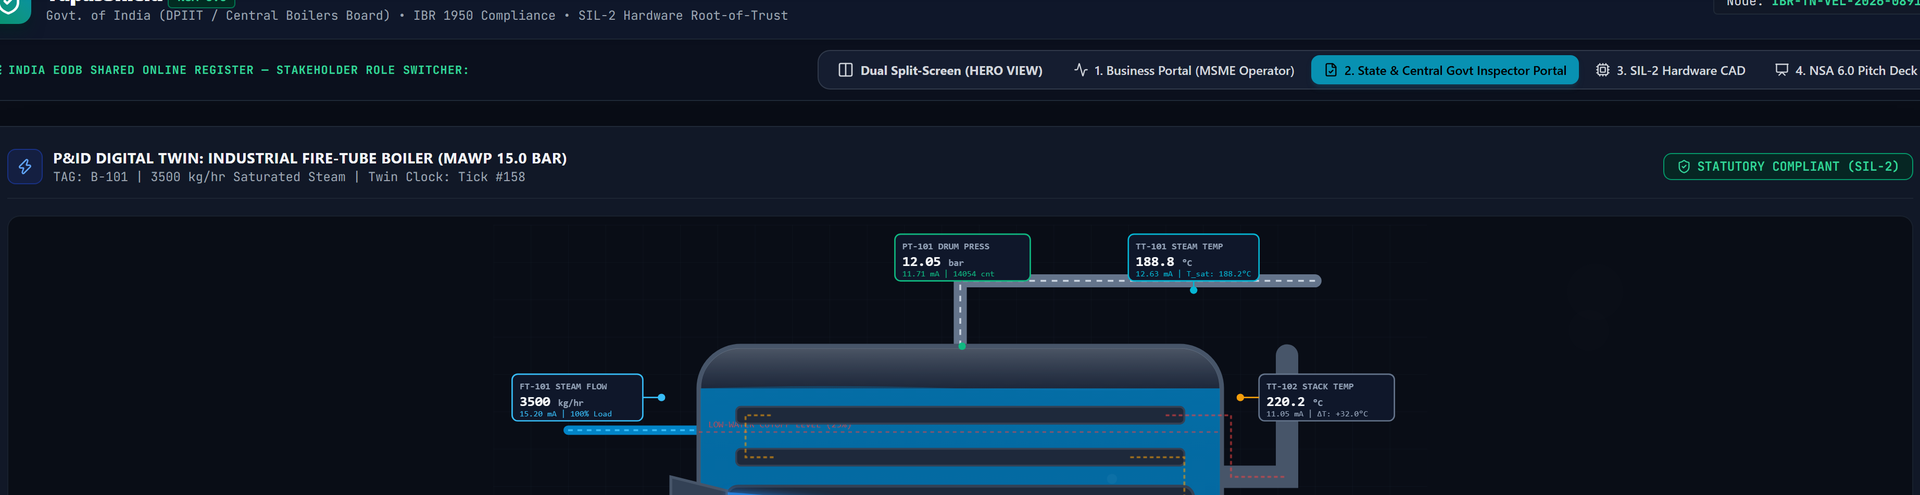 Node: IBR-TN-VEL-2026-0891
Govt. of India (DPIIT / Central Boilers Board) • IBR 1950 Compliance • SIL-2 Hardware Root-of-Trust
INDIA EODB SHARED ONLINE REGISTER — STAKEHOLDER ROLE SWITCHER:
Dual Split-Screen (HERO VIEW)
1. Business Portal (MSME Operator)
2. State & Central Govt Inspector Portal
3. SIL-2 Hardware CAD
4. NSA 6.0 Pitch Deck
P&ID DIGITAL TWIN: INDUSTRIAL FIRE-TUBE BOILER (MAWP 15.0 BAR)
TAG: B-101 | 3500 kg/hr Saturated Steam | Twin Clock: Tick #158
STATUTORY COMPLIANT (SIL-2)
PT-101 DRUM PRESS
12.05 bar
11.71 mA | 14054 cnt
TT-101 STEAM TEMP
188.8 °C
12.63 mA | T_sat: 188.2°C
FT-101 STEAM FLOW
3500 kg/hr
15.20 mA | 100% Load
TT-102 STACK TEMP
220.2 °C
11.05 mA | ΔT: +32.0°C